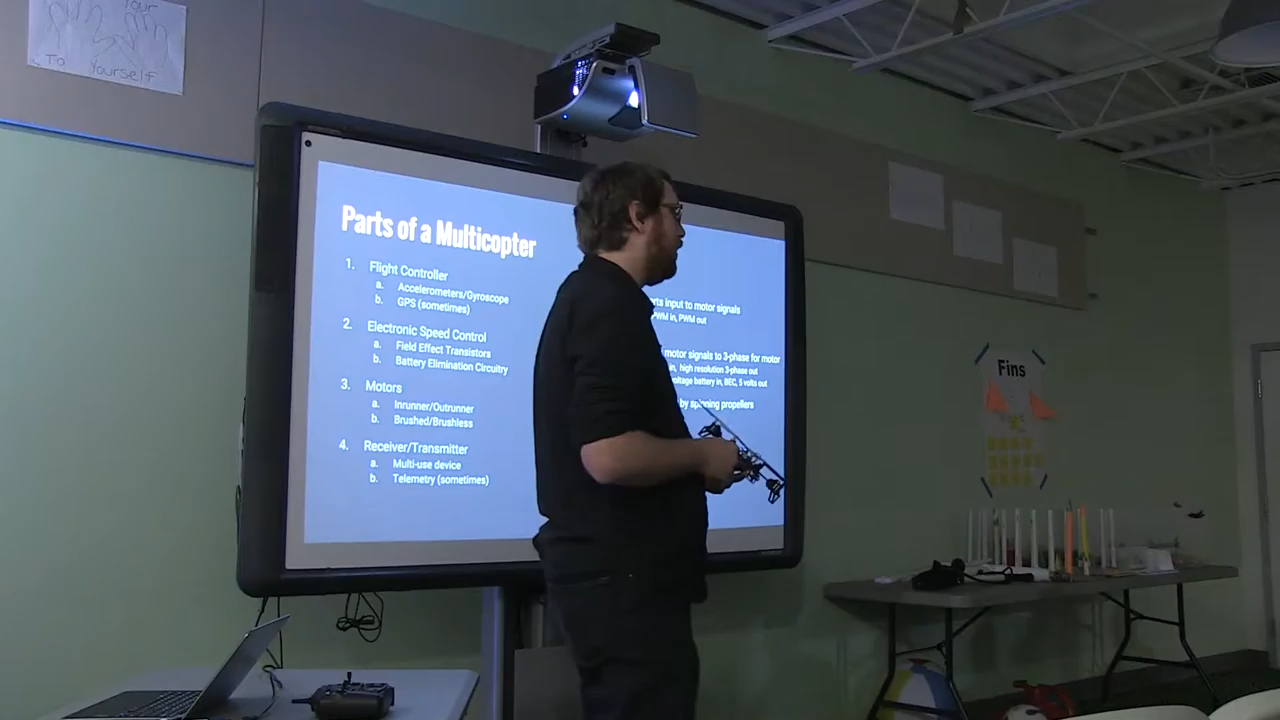 Your
To Yourself
Parts of a Multicopter
1. Flight Controller
a. Accelerometers/Gyroscope
b. GPS (sometimes)
2. Electronic Speed Control
a. Field Effect Transistors
b. Battery Elimination Circuitry
3. Motors
a. Inrunner/Outrunner
b. Brushed/Brushless
4. Receiver/Transmitter
a. Multi-use device
b. Telemetry (sometimes)
input to motor signals
PWM in, PWM out
motor signals to 3-phase for motor
in, high resolution 3-phase out
voltage battery in, BEC, 5 volts out
by spinning propellers
Fins